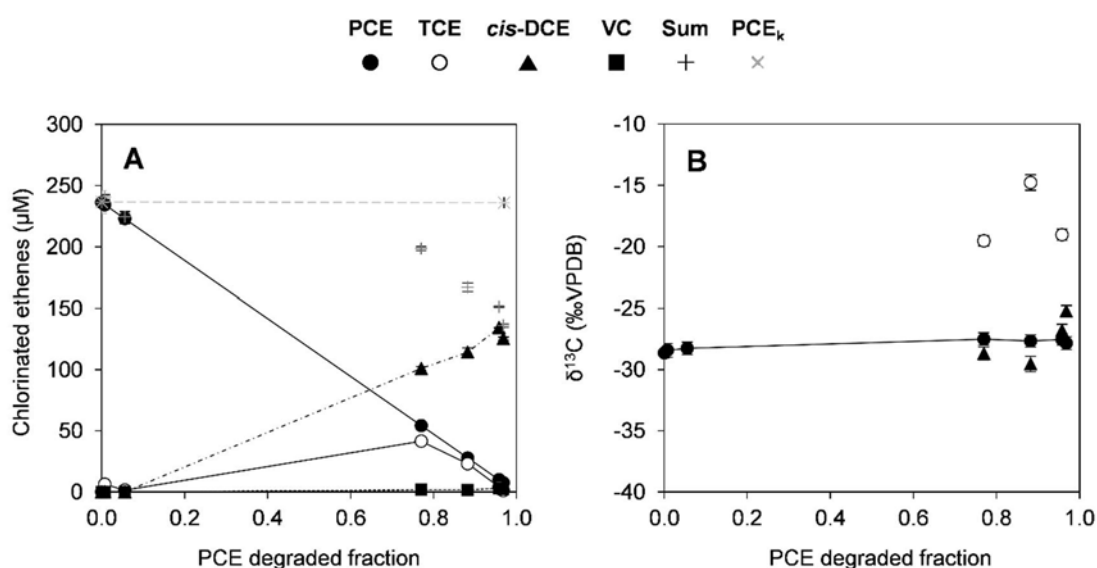 PCE TCE cis-DCE VC Sum PCEk
A
300
250
200
150
100
50
0
0.0 0.2 0.4 0.6 0.8 1.0
Chlorinated ethenes (µM)
PCE degraded fraction
B
-10
-15
-20
-25
-30
-35
-40
0.0 0.2 0.4 0.6 0.8 1.0
δ¹³C (‰VPDB)
PCE degraded fraction